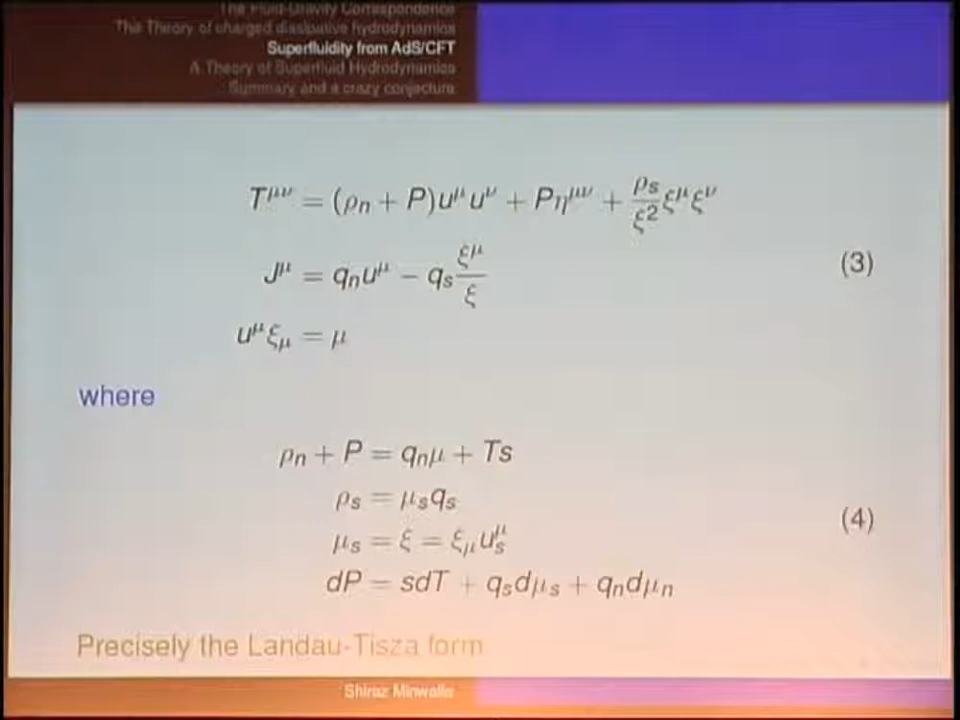 The Fluid-Gravity Correspondence
The Theory of charged dissipative hydrodynamics
Superfluidity from AdS/CFT
A Theory of Superfluid Hydrodynamics
Summary and a crazy conjecture
T^{μν} = (ρ_n + P)u^μ u^ν + Pη^{μν} + \frac{ρ_s}{ξ^2} ξ^μ ξ^ν
J^μ = q_n u^μ − q_s \frac{ξ^μ}{ξ} (3)
u^μ ξ_μ = μ
where
ρ_n + P = q_n μ + Ts
ρ_s = μ_s q_s
μ_s = ξ = ξ_μ u_s^μ (4)
dP = sdT + q_s dμ_s + q_n dμ_n
Precisely the Landau-Tisza form
Shiraz Minwalla